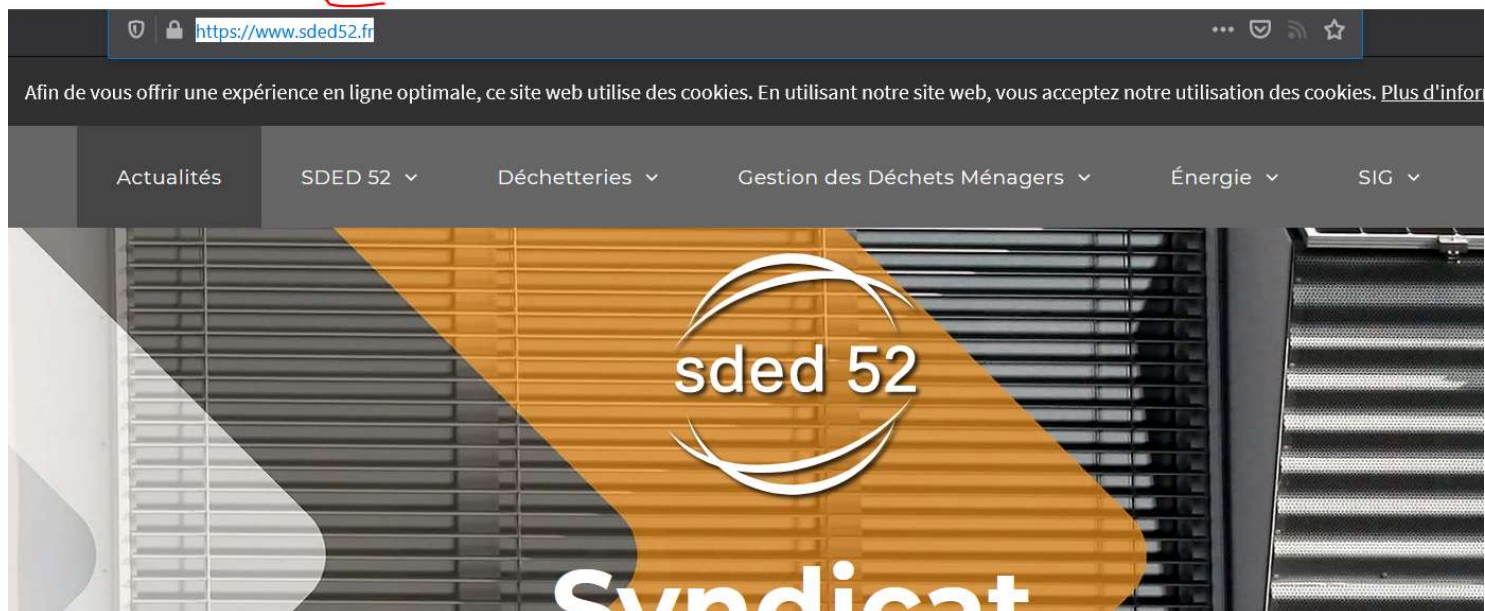 https://www.sded52.fr
Afin de vous offrir une expérience en ligne optimale, ce site web utilise des cookies. En utilisant notre site web, vous acceptez notre utilisation des cookies. Plus d'infor
Actualités SDED 52 Déchetteries Gestion des Déchets Ménagers Énergie SIG
sded 52
Syndicat